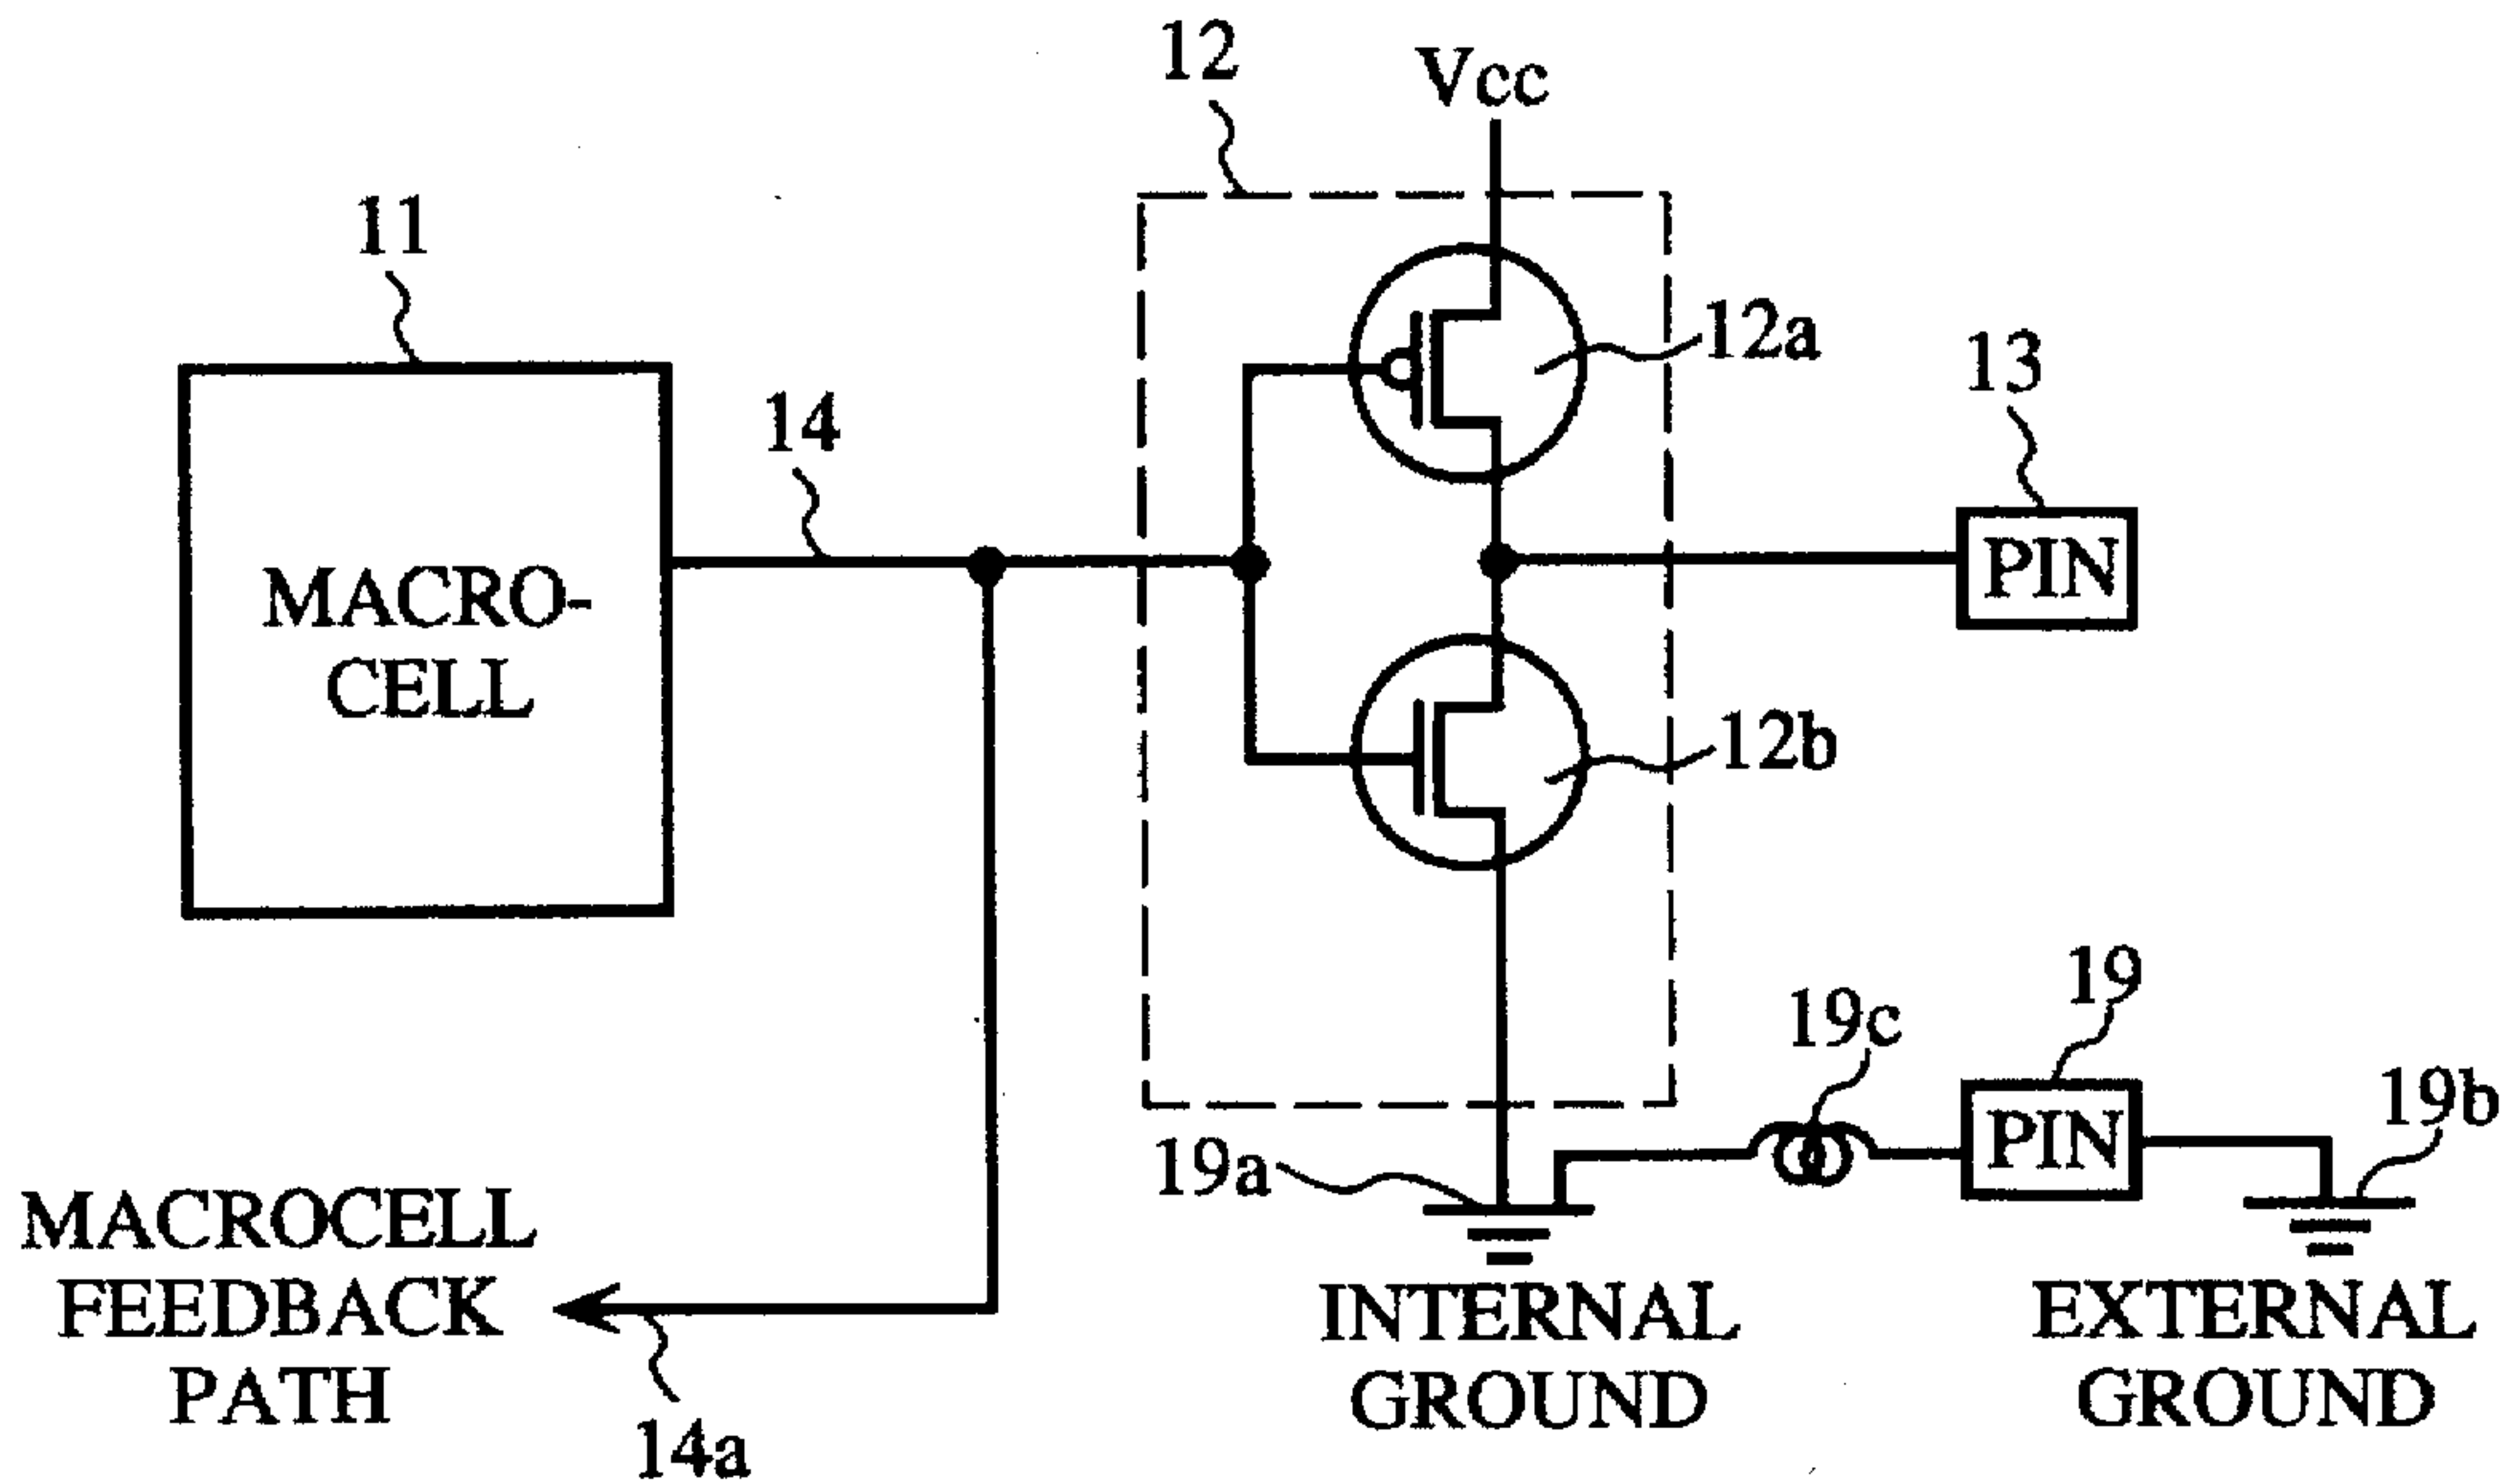 12
Vcc
11
12a
13
14
PIN
MACRO-
CELL
12b
19
19c
19b
PIN
19a
MACROCELL
FEEDBACK
PATH
INTERNAL
GROUND
EXTERNAL
GROUND
14a